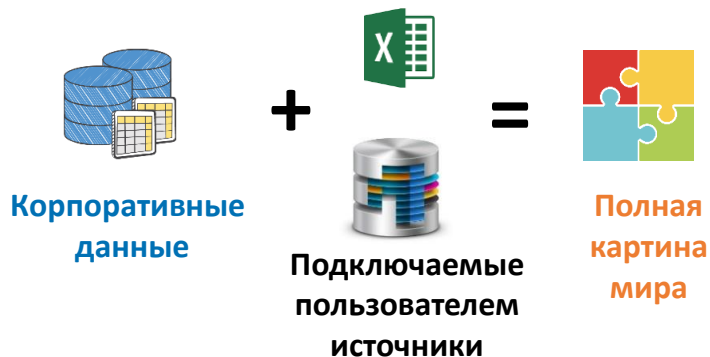 X
+
=
Корпоративные
данные
Подключаемые
пользователем
источники
Полная
картина
мира